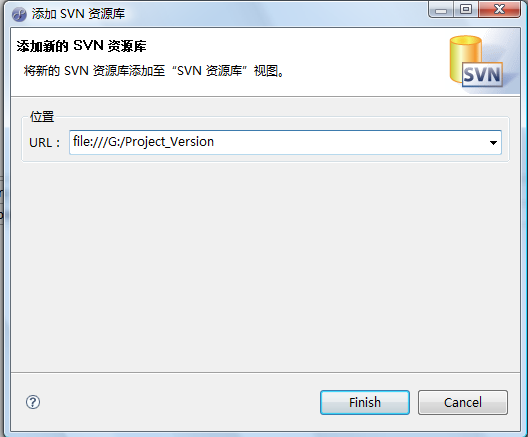 添加 SVN 资源库
添加新的 SVN 资源库
将新的 SVN 资源库添加至“SVN 资源库”视图。
SVN
位置
URL： file:///G:/Project_Version
Finish Cancel